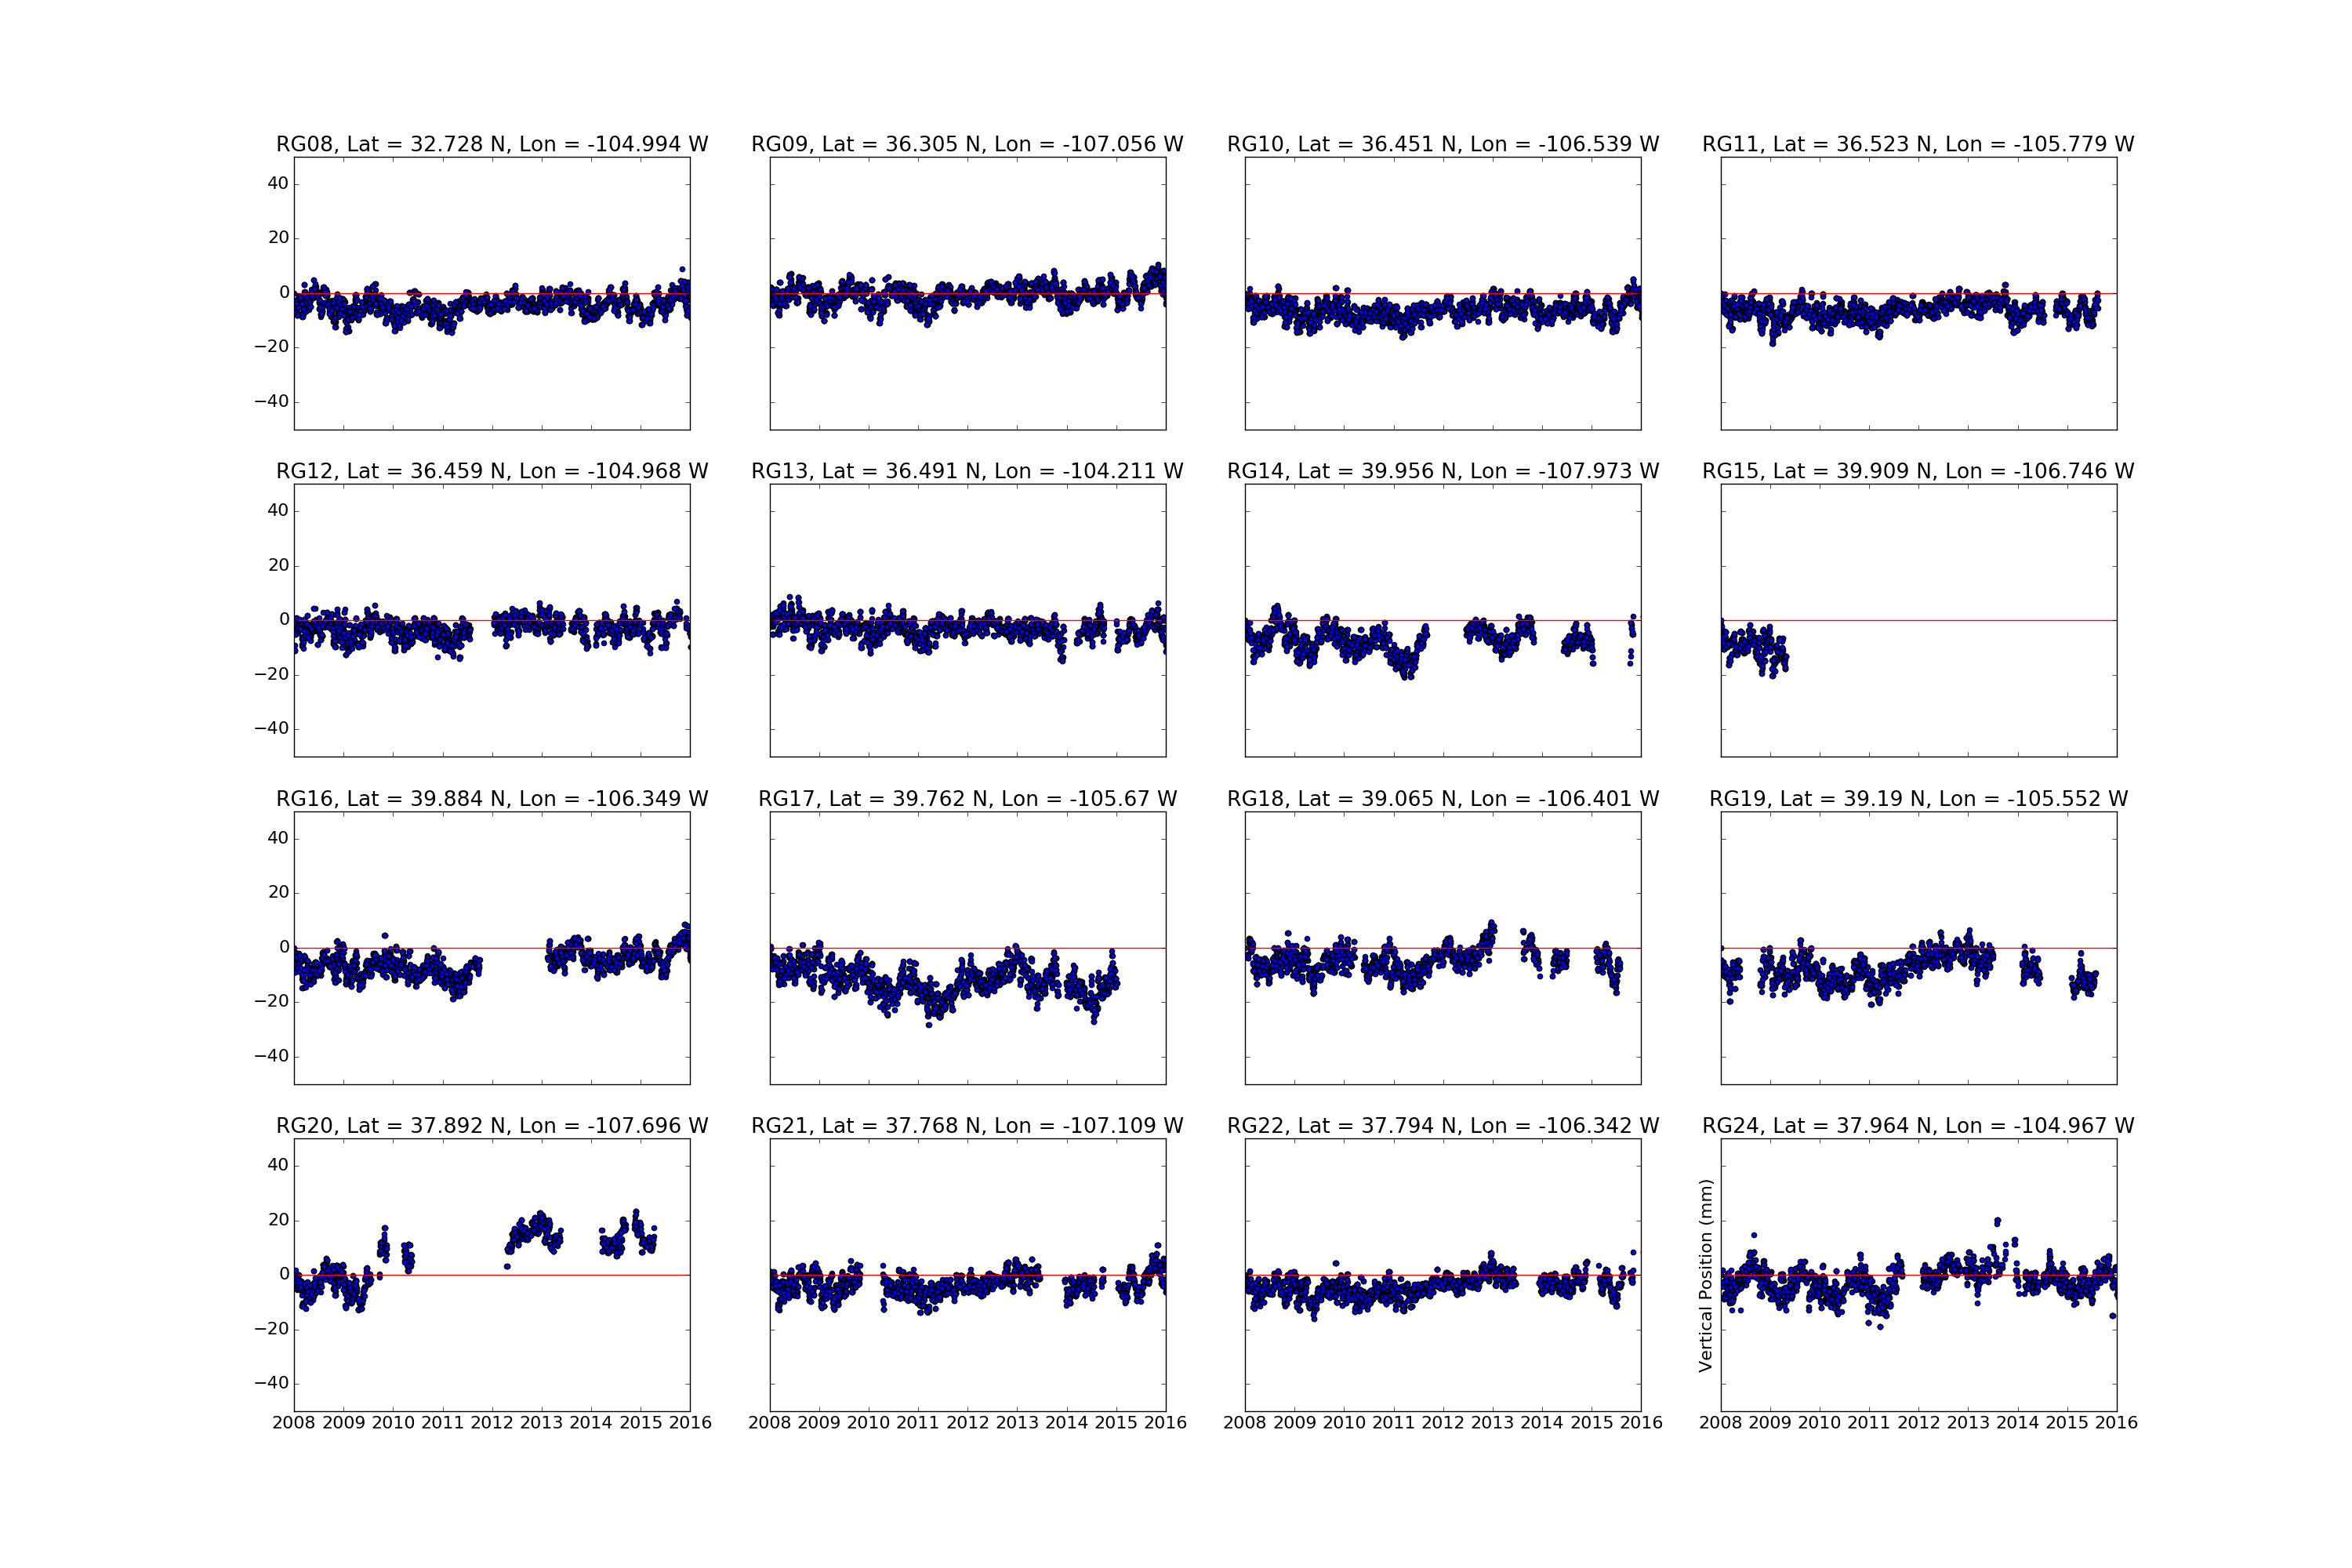 RG08, Lat = 32.728 N, Lon = -104.994 W
RG09, Lat = 36.305 N, Lon = -107.056 W
RG10, Lat = 36.451 N, Lon = -106.539 W
RG11, Lat = 36.523 N, Lon = -105.779 W
40
20
0
−20
−40
RG12, Lat = 36.459 N, Lon = -104.968 W
RG13, Lat = 36.491 N, Lon = -104.211 W
RG14, Lat = 39.956 N, Lon = -107.973 W
RG15, Lat = 39.909 N, Lon = -106.746 W
40
20
0
−20
−40
RG16, Lat = 39.884 N, Lon = -106.349 W
RG17, Lat = 39.762 N, Lon = -105.67 W
RG18, Lat = 39.065 N, Lon = -106.401 W
RG19, Lat = 39.19 N, Lon = -105.552 W
40
20
0
−20
−40
RG20, Lat = 37.892 N, Lon = -107.696 W
RG21, Lat = 37.768 N, Lon = -107.109 W
RG22, Lat = 37.794 N, Lon = -106.342 W
RG24, Lat = 37.964 N, Lon = -104.967 W
40
20
0
−20
−40
Vertical Position (mm)
2008 2009 2010 2011 2012 2013 2014 2015 2016
2008 2009 2010 2011 2012 2013 2014 2015 2016
2008 2009 2010 2011 2012 2013 2014 2015 2016
2008 2009 2010 2011 2012 2013 2014 2015 2016